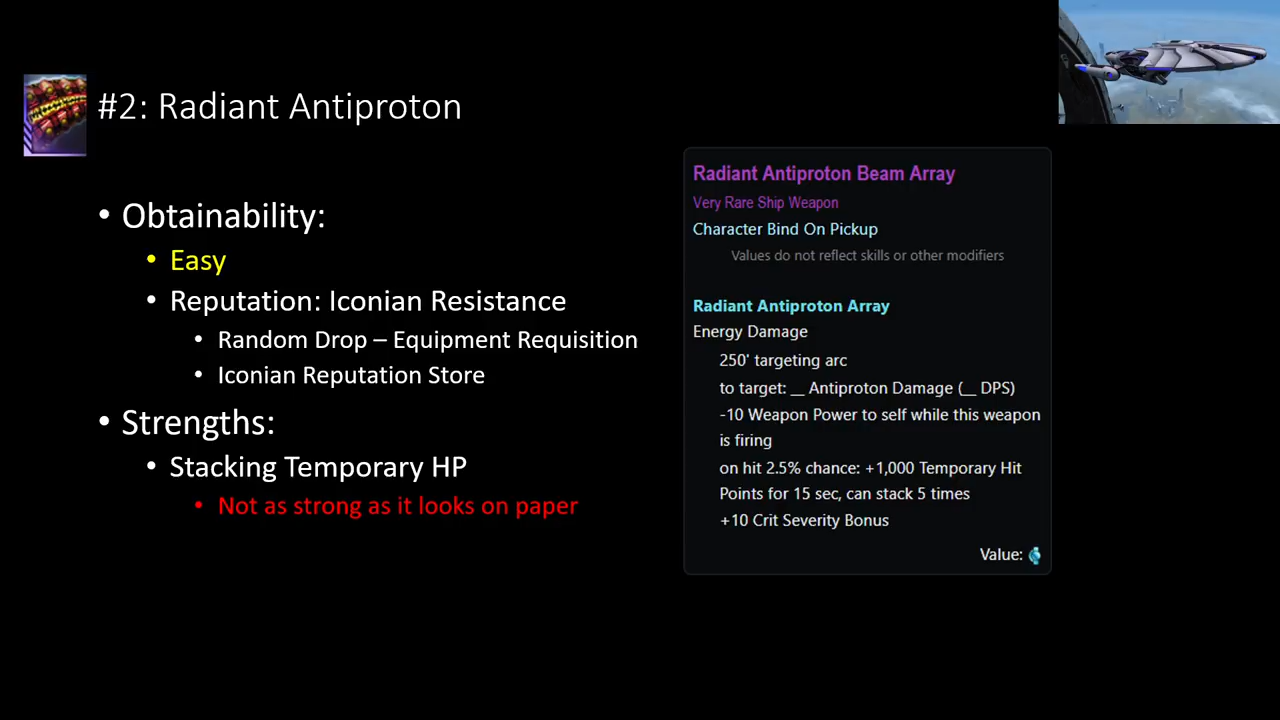 #2: Radiant Antiproton
• Obtainability:
• Easy
• Reputation: Iconian Resistance
• Random Drop – Equipment Requisition
• Iconian Reputation Store
• Strengths:
• Stacking Temporary HP
• Not as strong as it looks on paper
Radiant Antiproton Beam Array
Very Rare Ship Weapon
Character Bind On Pickup
Values do not reflect skills or other modifiers
Radiant Antiproton Array
Energy Damage
250' targeting arc
to target: __ Antiproton Damage (__ DPS)
-10 Weapon Power to self while this weapon
is firing
on hit 2.5% chance: +1,000 Temporary Hit
Points for 15 sec, can stack 5 times
+10 Crit Severity Bonus
Value: